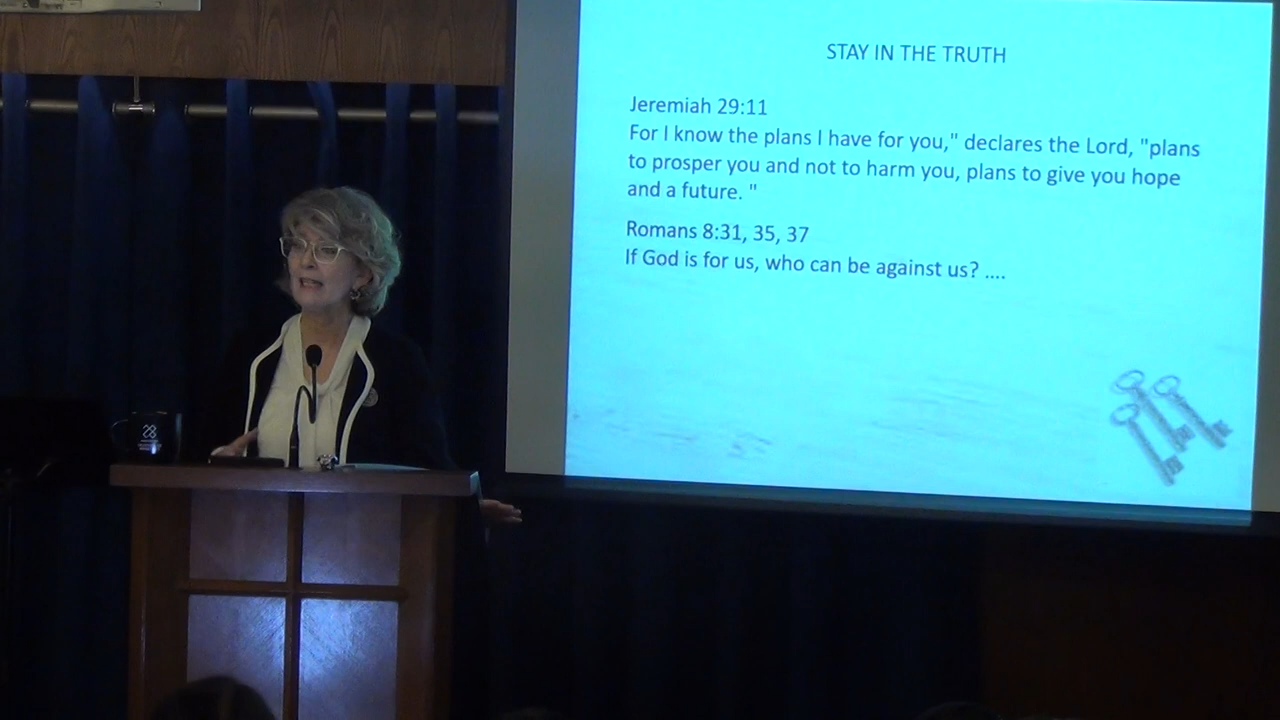 STAY IN THE TRUTH
Jeremiah 29:11
For I know the plans I have for you," declares the Lord, "plans
to prosper you and not to harm you, plans to give you hope
and a future. "
Romans 8:31, 35, 37
If God is for us, who can be against us? ....